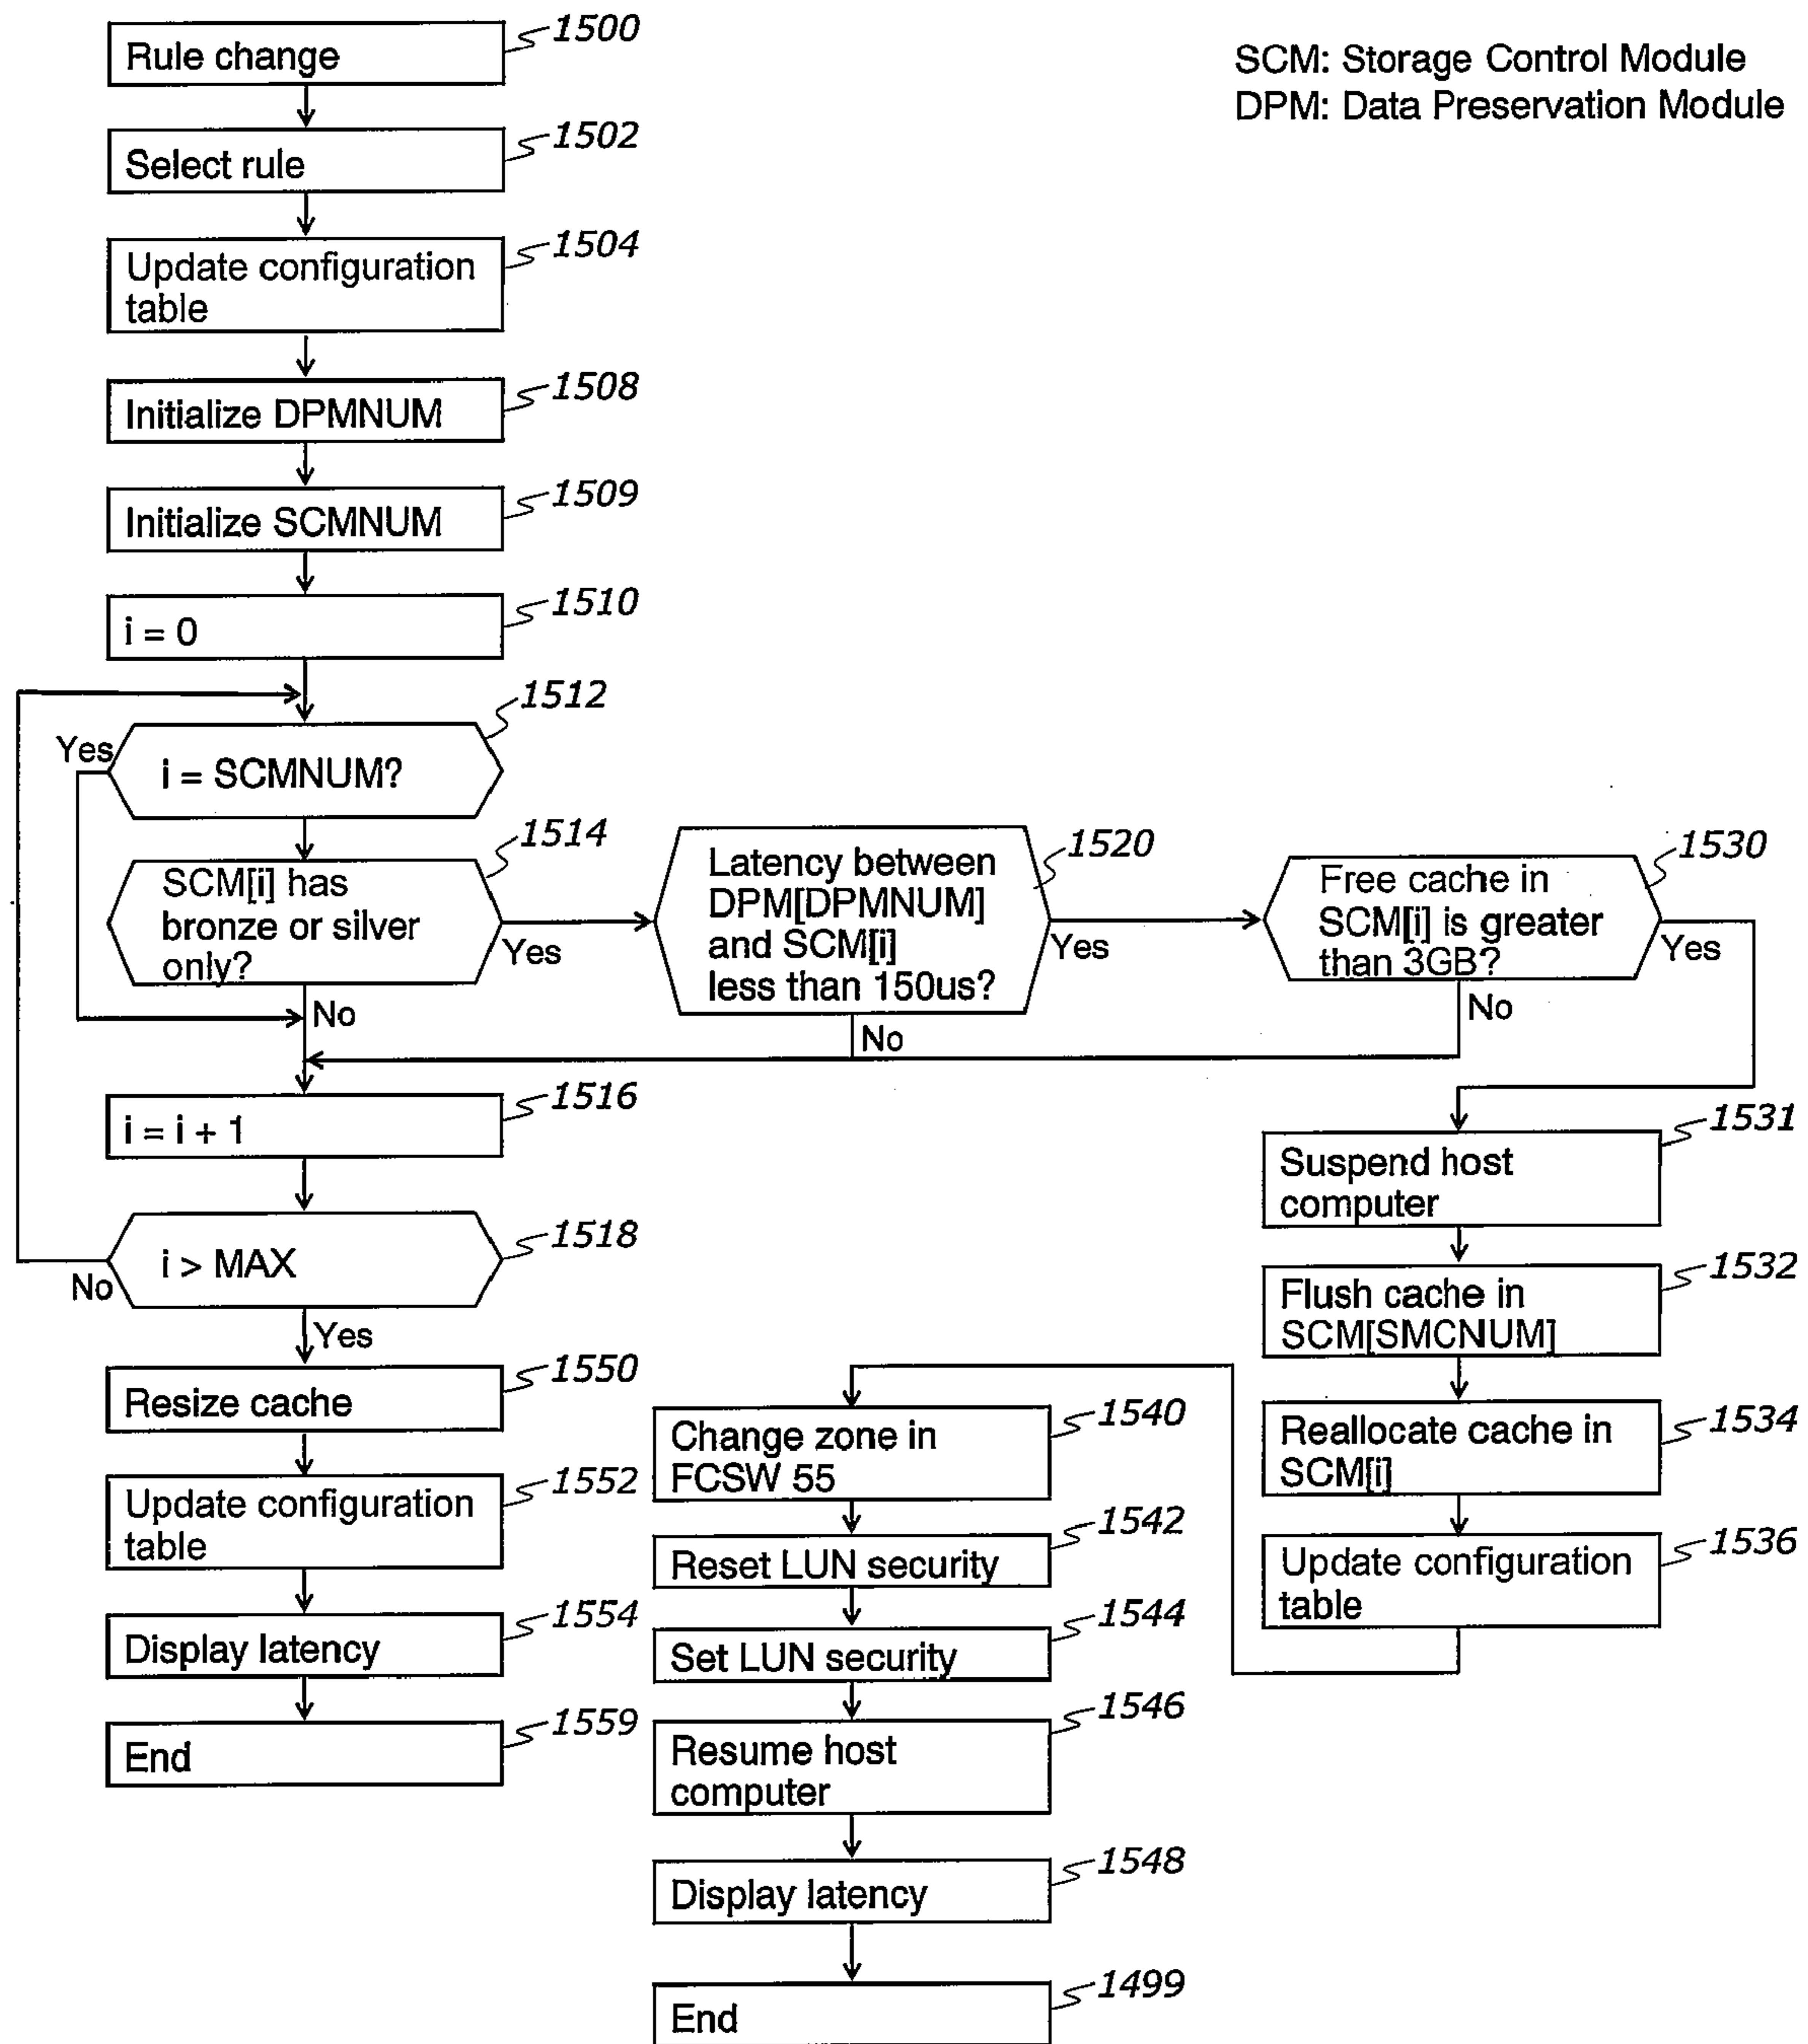 SCM: Storage Control Module
DPM: Data Preservation Module
1500
Rule change
1502
Select rule
1504
Update configuration
table
1508
Initialize DPMNUM
1509
Initialize SCMNUM
1510
i = 0
1512
Yes
i = SCMNUM?
1514
SCM[i] has
bronze or silver
only?
Yes
No
1520
Latency between
DPM[DPMNUM]
and SCM[i]
less than 150us?
Yes
No
1530
Free cache in
SCM[i] is greater
than 3GB?
Yes
No
1516
i = i + 1
1518
i > MAX
No
Yes
1550
Resize cache
1552
Update configuration
table
1554
Display latency
1559
End
1531
Suspend host
computer
1532
Flush cache in
SCM[SMCNUM]
1534
Reallocate cache in
SCM[i]
1536
Update configuration
table
1540
Change zone in
FCSW 55
1542
Reset LUN security
1544
Set LUN security
1546
Resume host
computer
1548
Display latency
1499
End